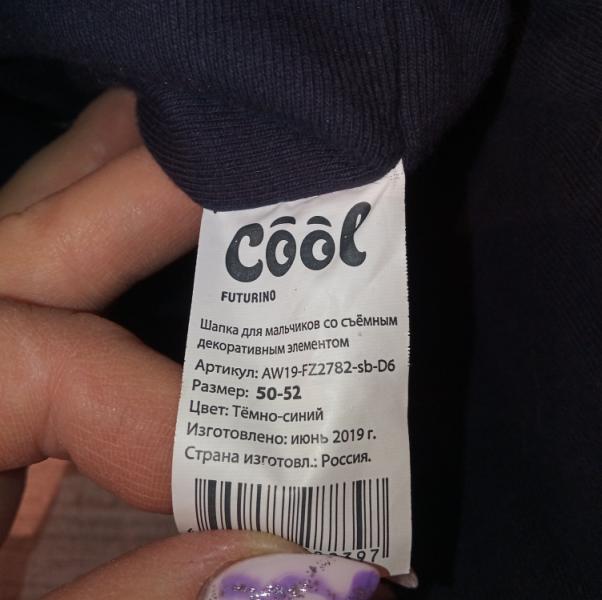 Cool
FUTURINO
Шапка для мальчиков со съёмным
декоративным элементом
Артикул: AW19-FZ2782-sb-D6
Размер: 50-52
Цвет: Тёмно-синий
Изготовлено: июнь 2019 г.
Страна изготовл.: Россия.